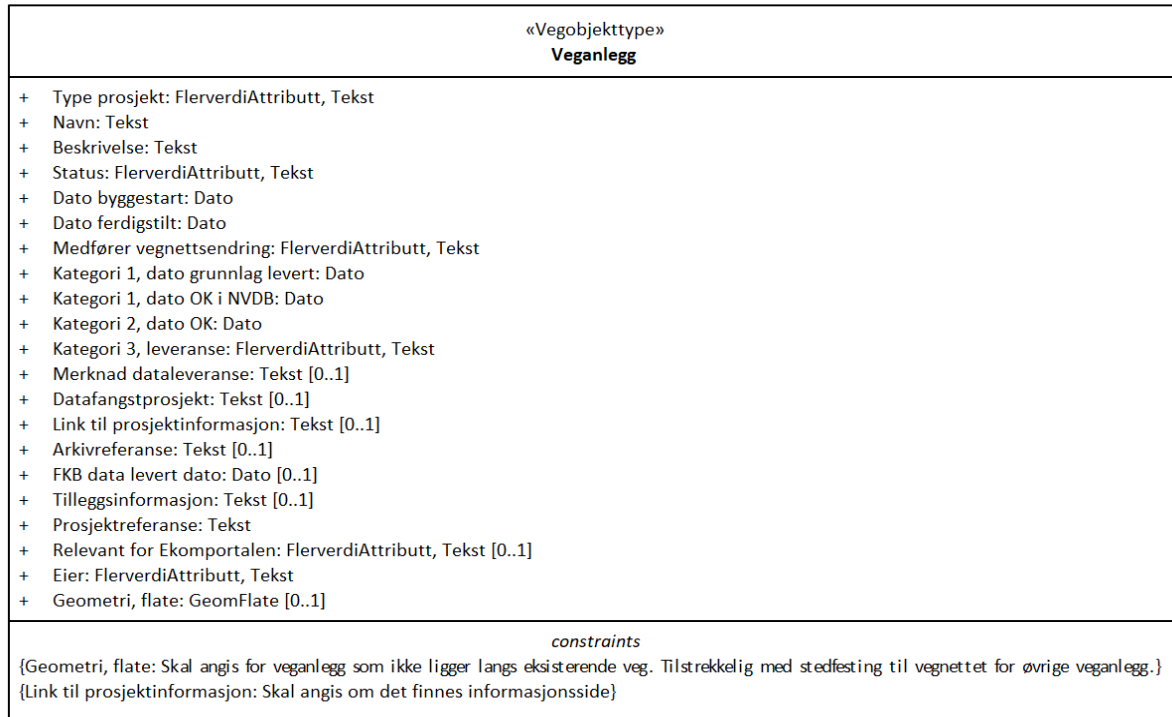 «Vegobjekttype»
Veganlegg
+ Type prosjekt: FlerverdiAttributt, Tekst
+ Navn: Tekst
+ Beskrivelse: Tekst
+ Status: FlerverdiAttributt, Tekst
+ Dato byggestart: Dato
+ Dato ferdigstilt: Dato
+ Medfører vegnettsendring: FlerverdiAttributt, Tekst
+ Kategori 1, dato grunnlag levert: Dato
+ Kategori 1, dato OK i NVDB: Dato
+ Kategori 2, dato OK: Dato
+ Kategori 3, leveranse: FlerverdiAttributt, Tekst
+ Merknad dataleveranse: Tekst [0..1]
+ Datafangstprosjekt: Tekst [0..1]
+ Link til prosjektinformasjon: Tekst [0..1]
+ Arkivreferanse: Tekst [0..1]
+ FKB data levert dato: Dato [0..1]
+ Tilleggsinformasjon: Tekst [0..1]
+ Prosjektreferanse: Tekst
+ Relevant for Ekomportalen: FlerverdiAttributt, Tekst [0..1]
+ Eier: FlerverdiAttributt, Tekst
+ Geometri, flate: GeomFlate [0..1]
constraints
{Geometri, flate: Skal angis for veganlegg som ikke ligger langs eksisterende veg. Tilstrekkelig med stedfesting til vegnettet for øvrige veganlegg.}
{Link til prosjektinformasjon: Skal angis om det finnes informasjonsside}